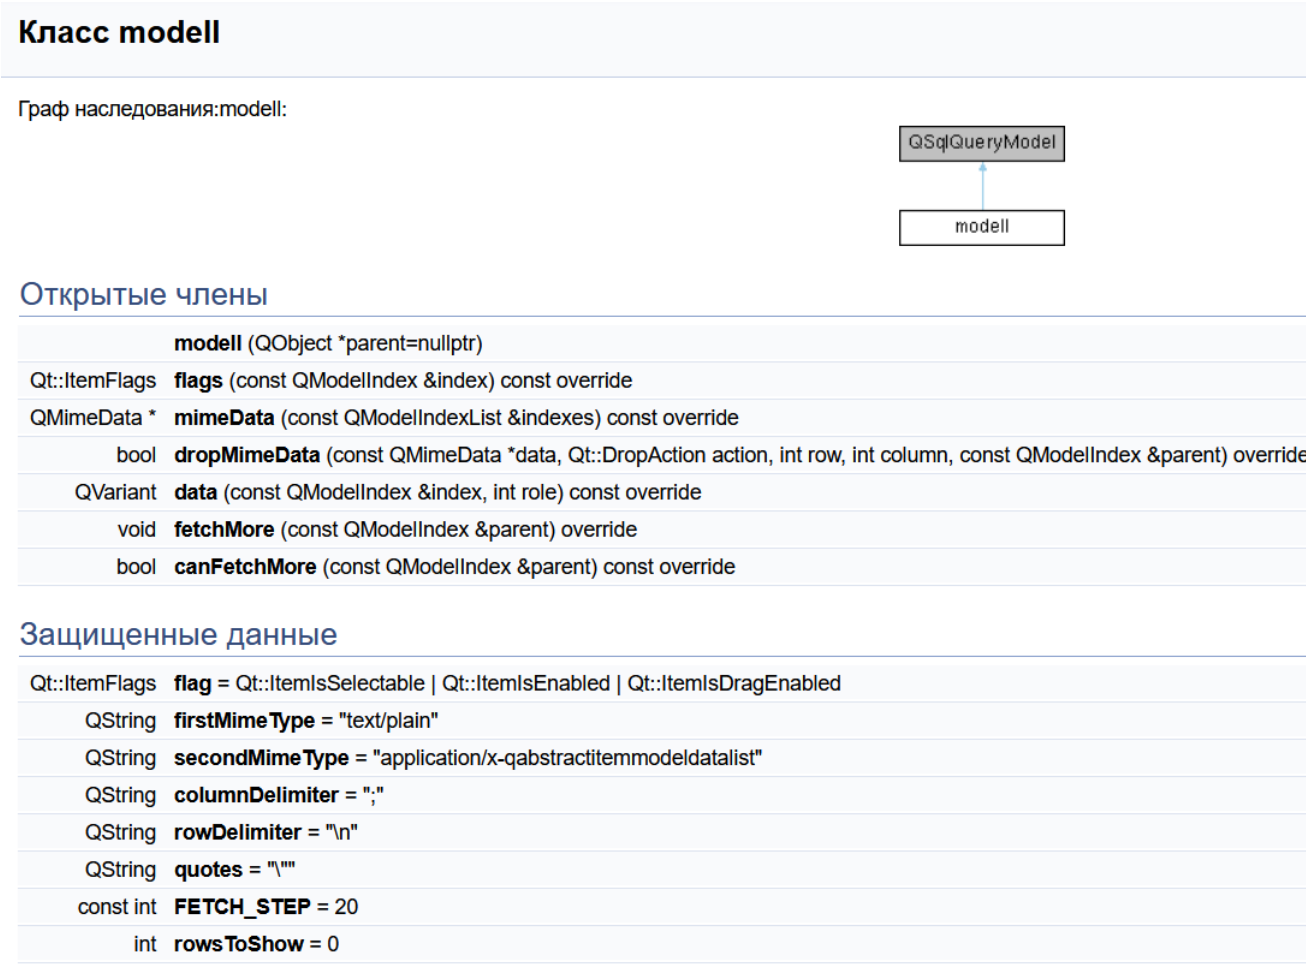 Класс modell
Граф наследования:modell:
QSqlQueryModel
modell
Открытые члены
modell (QObject *parent=nullptr)
Qt::ItemFlags flags (const QModelIndex &index) const override
QMimeData * mimeData (const QModelIndexList &indexes) const override
bool dropMimeData (const QMimeData *data, Qt::DropAction action, int row, int column, const QModelIndex &parent) override
QVariant data (const QModelIndex &index, int role) const override
void fetchMore (const QModelIndex &parent) override
bool canFetchMore (const QModelIndex &parent) const override
Защищенные данные
Qt::ItemFlags flag = Qt::ItemIsSelectable | Qt::ItemIsEnabled | Qt::ItemIsDragEnabled
QString firstMimeType = "text/plain"
QString secondMimeType = "application/x-qabstractitemmodeldatalist"
QString columnDelimiter = ";"
QString rowDelimiter = "\n"
QString quotes = "\""
const int FETCH_STEP = 20
int rowsToShow = 0